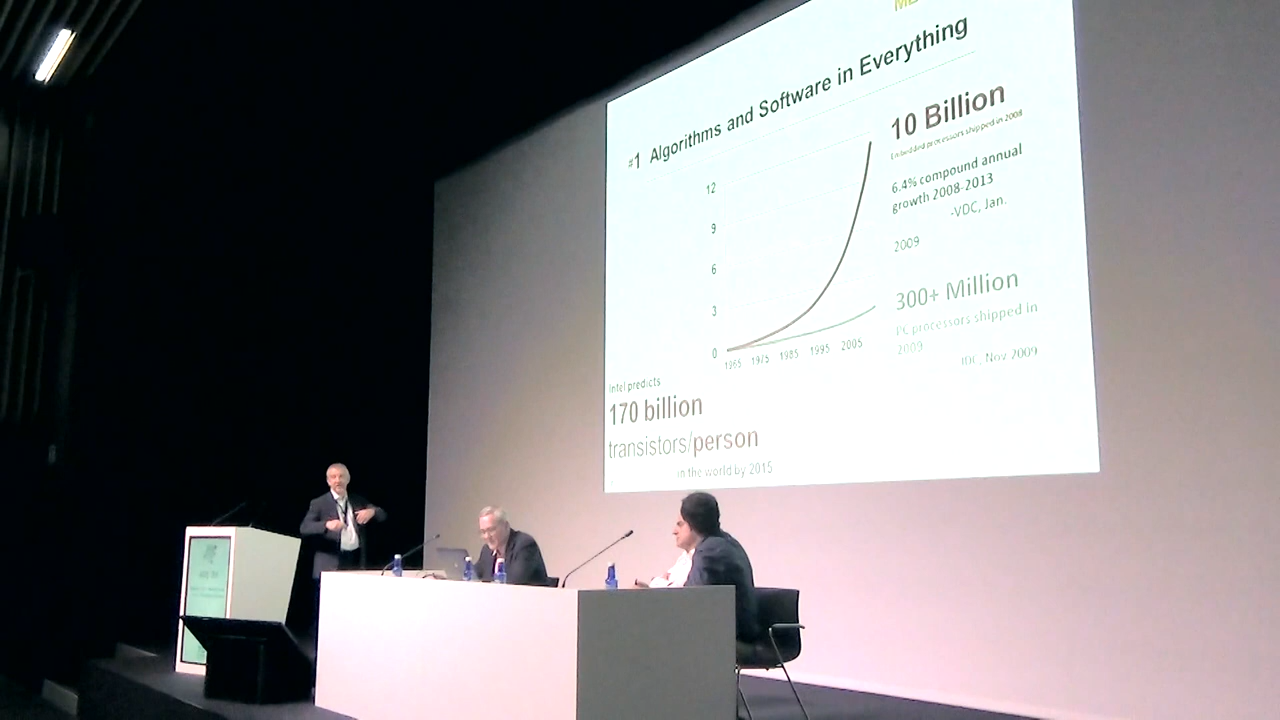 #1 Algorithms and Software in Everything
10 Billion
Embedded processors shipped in 2008
6.4% compound annual
growth 2008-2013
-VDC, Jan.
2009
300+ Million
PC processors shipped in
2009
IDC, Nov 2009
12
9
6
3
0
1965 1975 1985 1995 2005
Intel predicts
170 billion
transistors/person
in the world by 2015